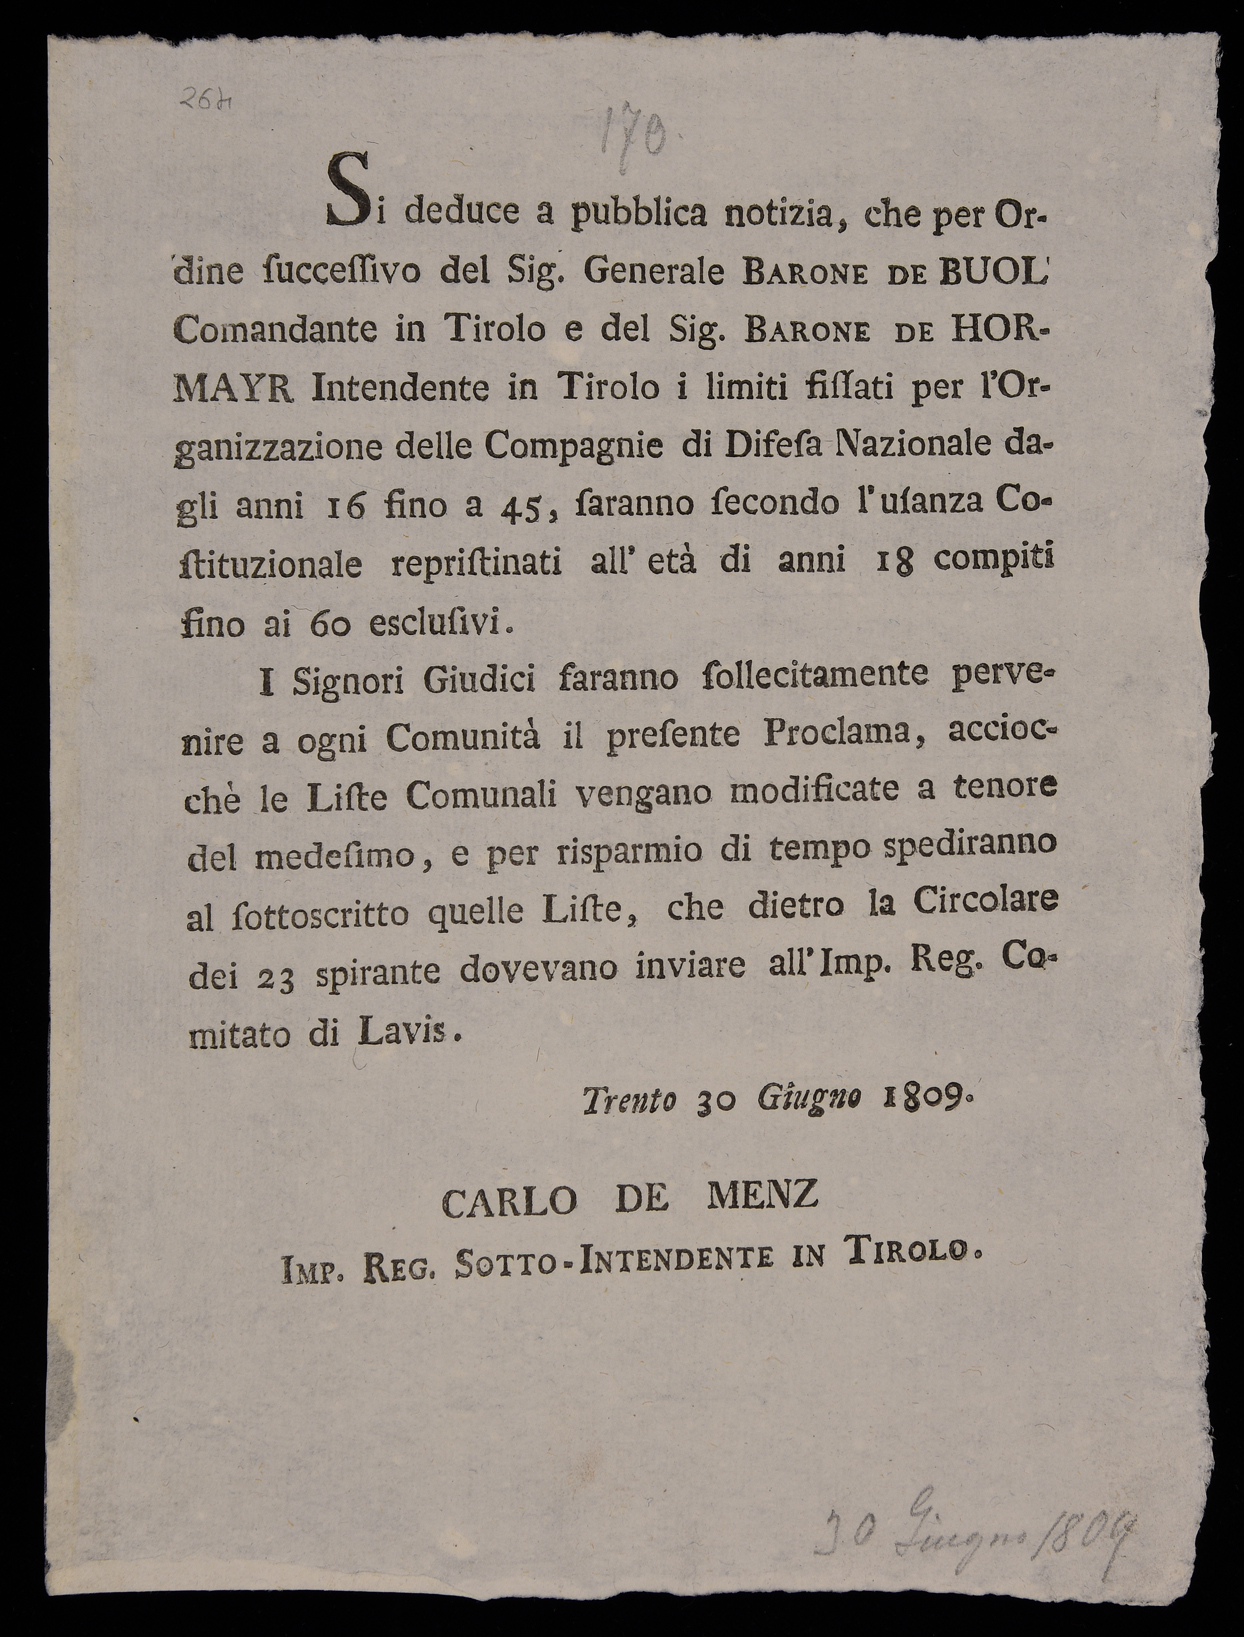 264
170.
Si deduce a pubblica notizia, che per Or-
dine ſucceſſivo del Sig. Generale BARONE DE BUOL
Comandante in Tirolo e del Sig. BARONE DE HOR-
MAYR Intendente in Tirolo i limiti fiſſati per l'Or-
ganizzazione delle Compagnie di Difeſa Nazionale da-
gli anni 16 fino a 45, ſaranno ſecondo l'uſanza Co-
ſtituzionale repriſtinati all' età di anni 18 compiti
fino ai 60 escluſivi.
I Signori Giudici faranno ſollecitamente perve-
nire a ogni Comunità il preſente Proclama, accioc-
chè le Liſte Comunali vengano modificate a tenore
del medeſimo, e per risparmio di tempo spediranno
al ſottoscritto quelle Liſte, che dietro la Circolare
dei 23 spirante dovevano inviare all'Imp. Reg. Co-
mitato di Lavis.
Trento 30 Giugno 1809.
CARLO DE MENZ
IMP. REG. SOTTO-INTENDENTE IN TIROLO.
30 Giugno 1809